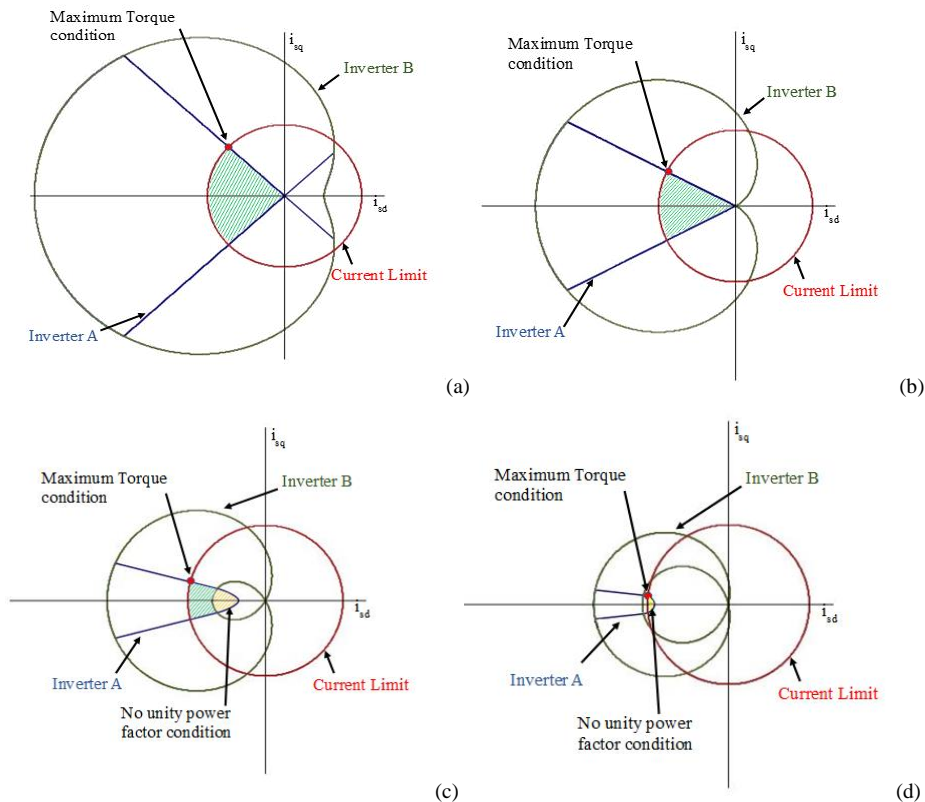 Maximum Torque
condition
i_sq
Inverter B
i_sd
Current Limit
Inverter A
(a)
Maximum Torque
condition
i_sq
Inverter B
i_sd
Current Limit
Inverter A
(b)
Maximum Torque
condition
i_sq
Inverter B
i_sd
Inverter A
Current Limit
No unity power
factor condition
(c)
Maximum Torque
condition
i_sq
Inverter B
i_sd
Inverter A
Current Limit
No unity power
factor condition
(d)